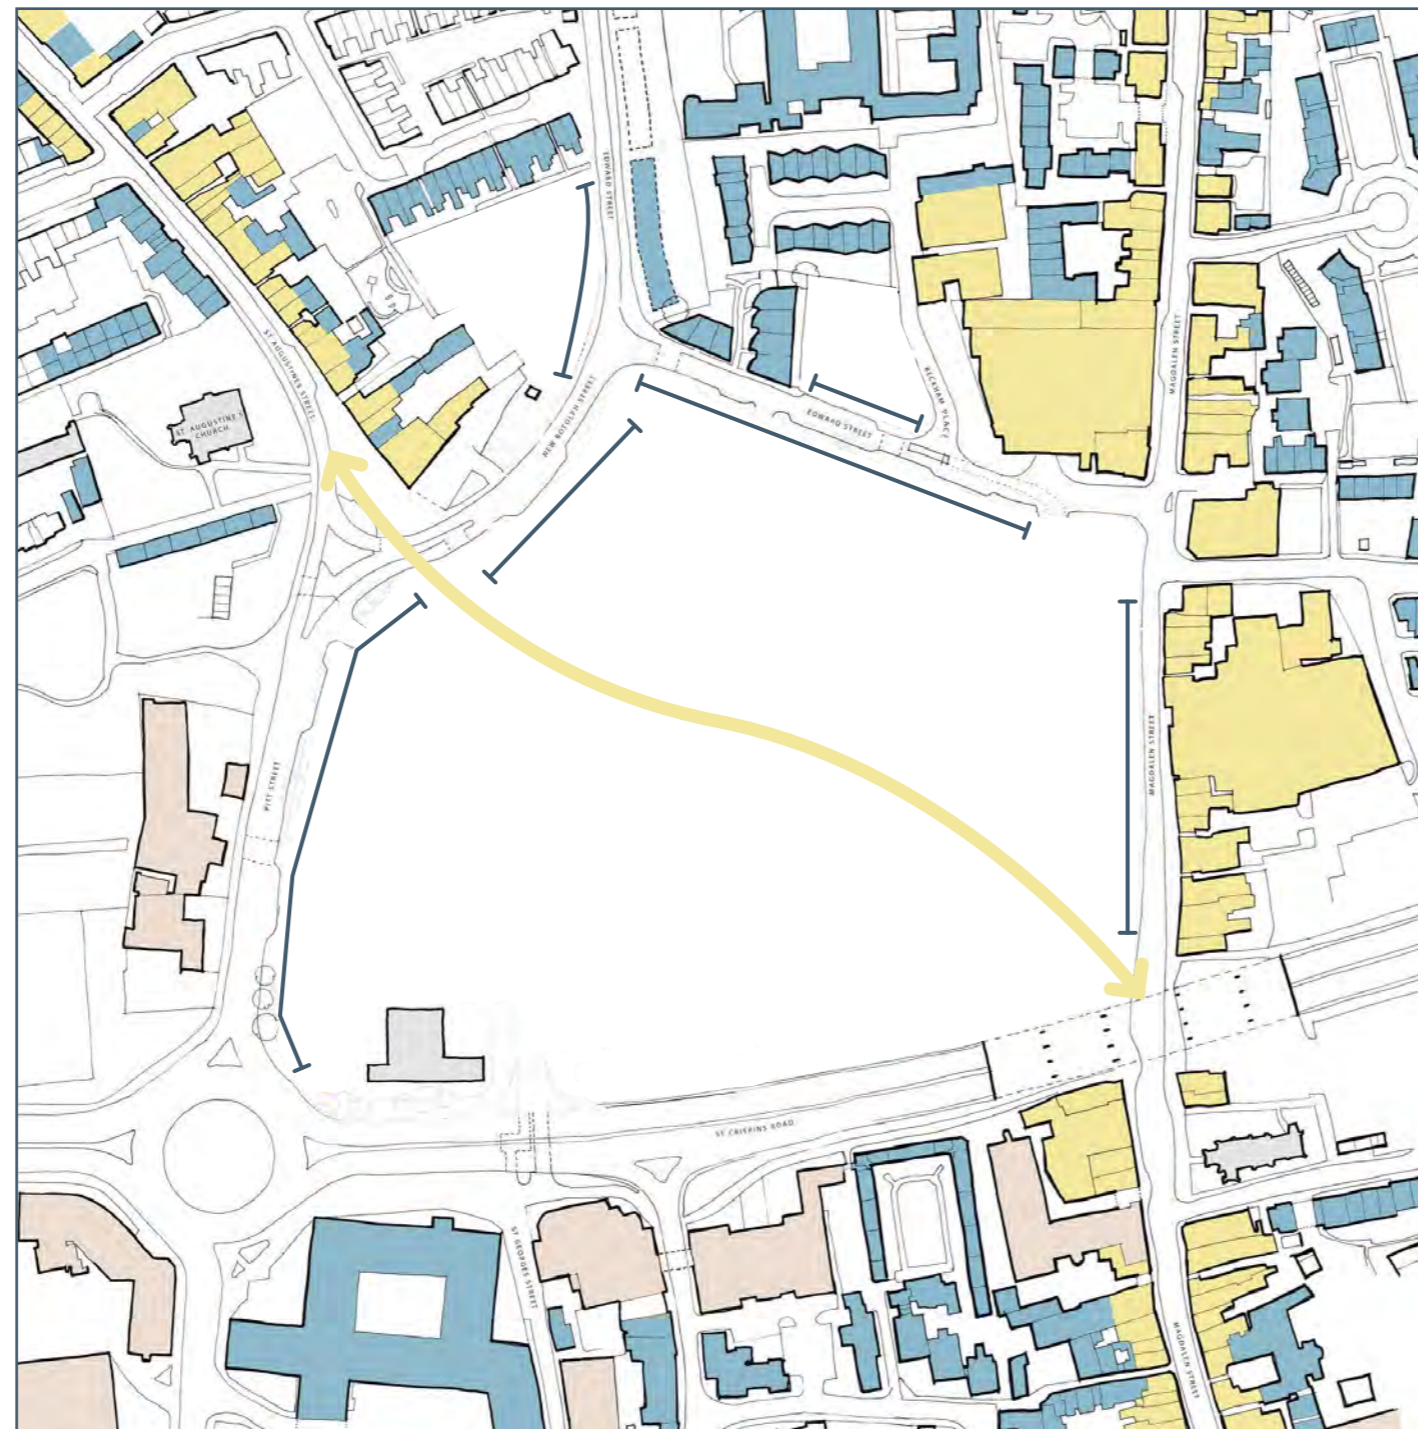 EDWARD STREET
ST. AUGUSTINES STREET
MAGDALEN STREET
ST. AUGUSTINE'S
CHURCH
NEW BOTOLPH STREET
BECKHAM PLACE
EDWARD STREET
MAGDALEN STREET
PITT STREET
ST CRISPINS ROAD
ST GEORGES STREET
MAGDALEN STREET